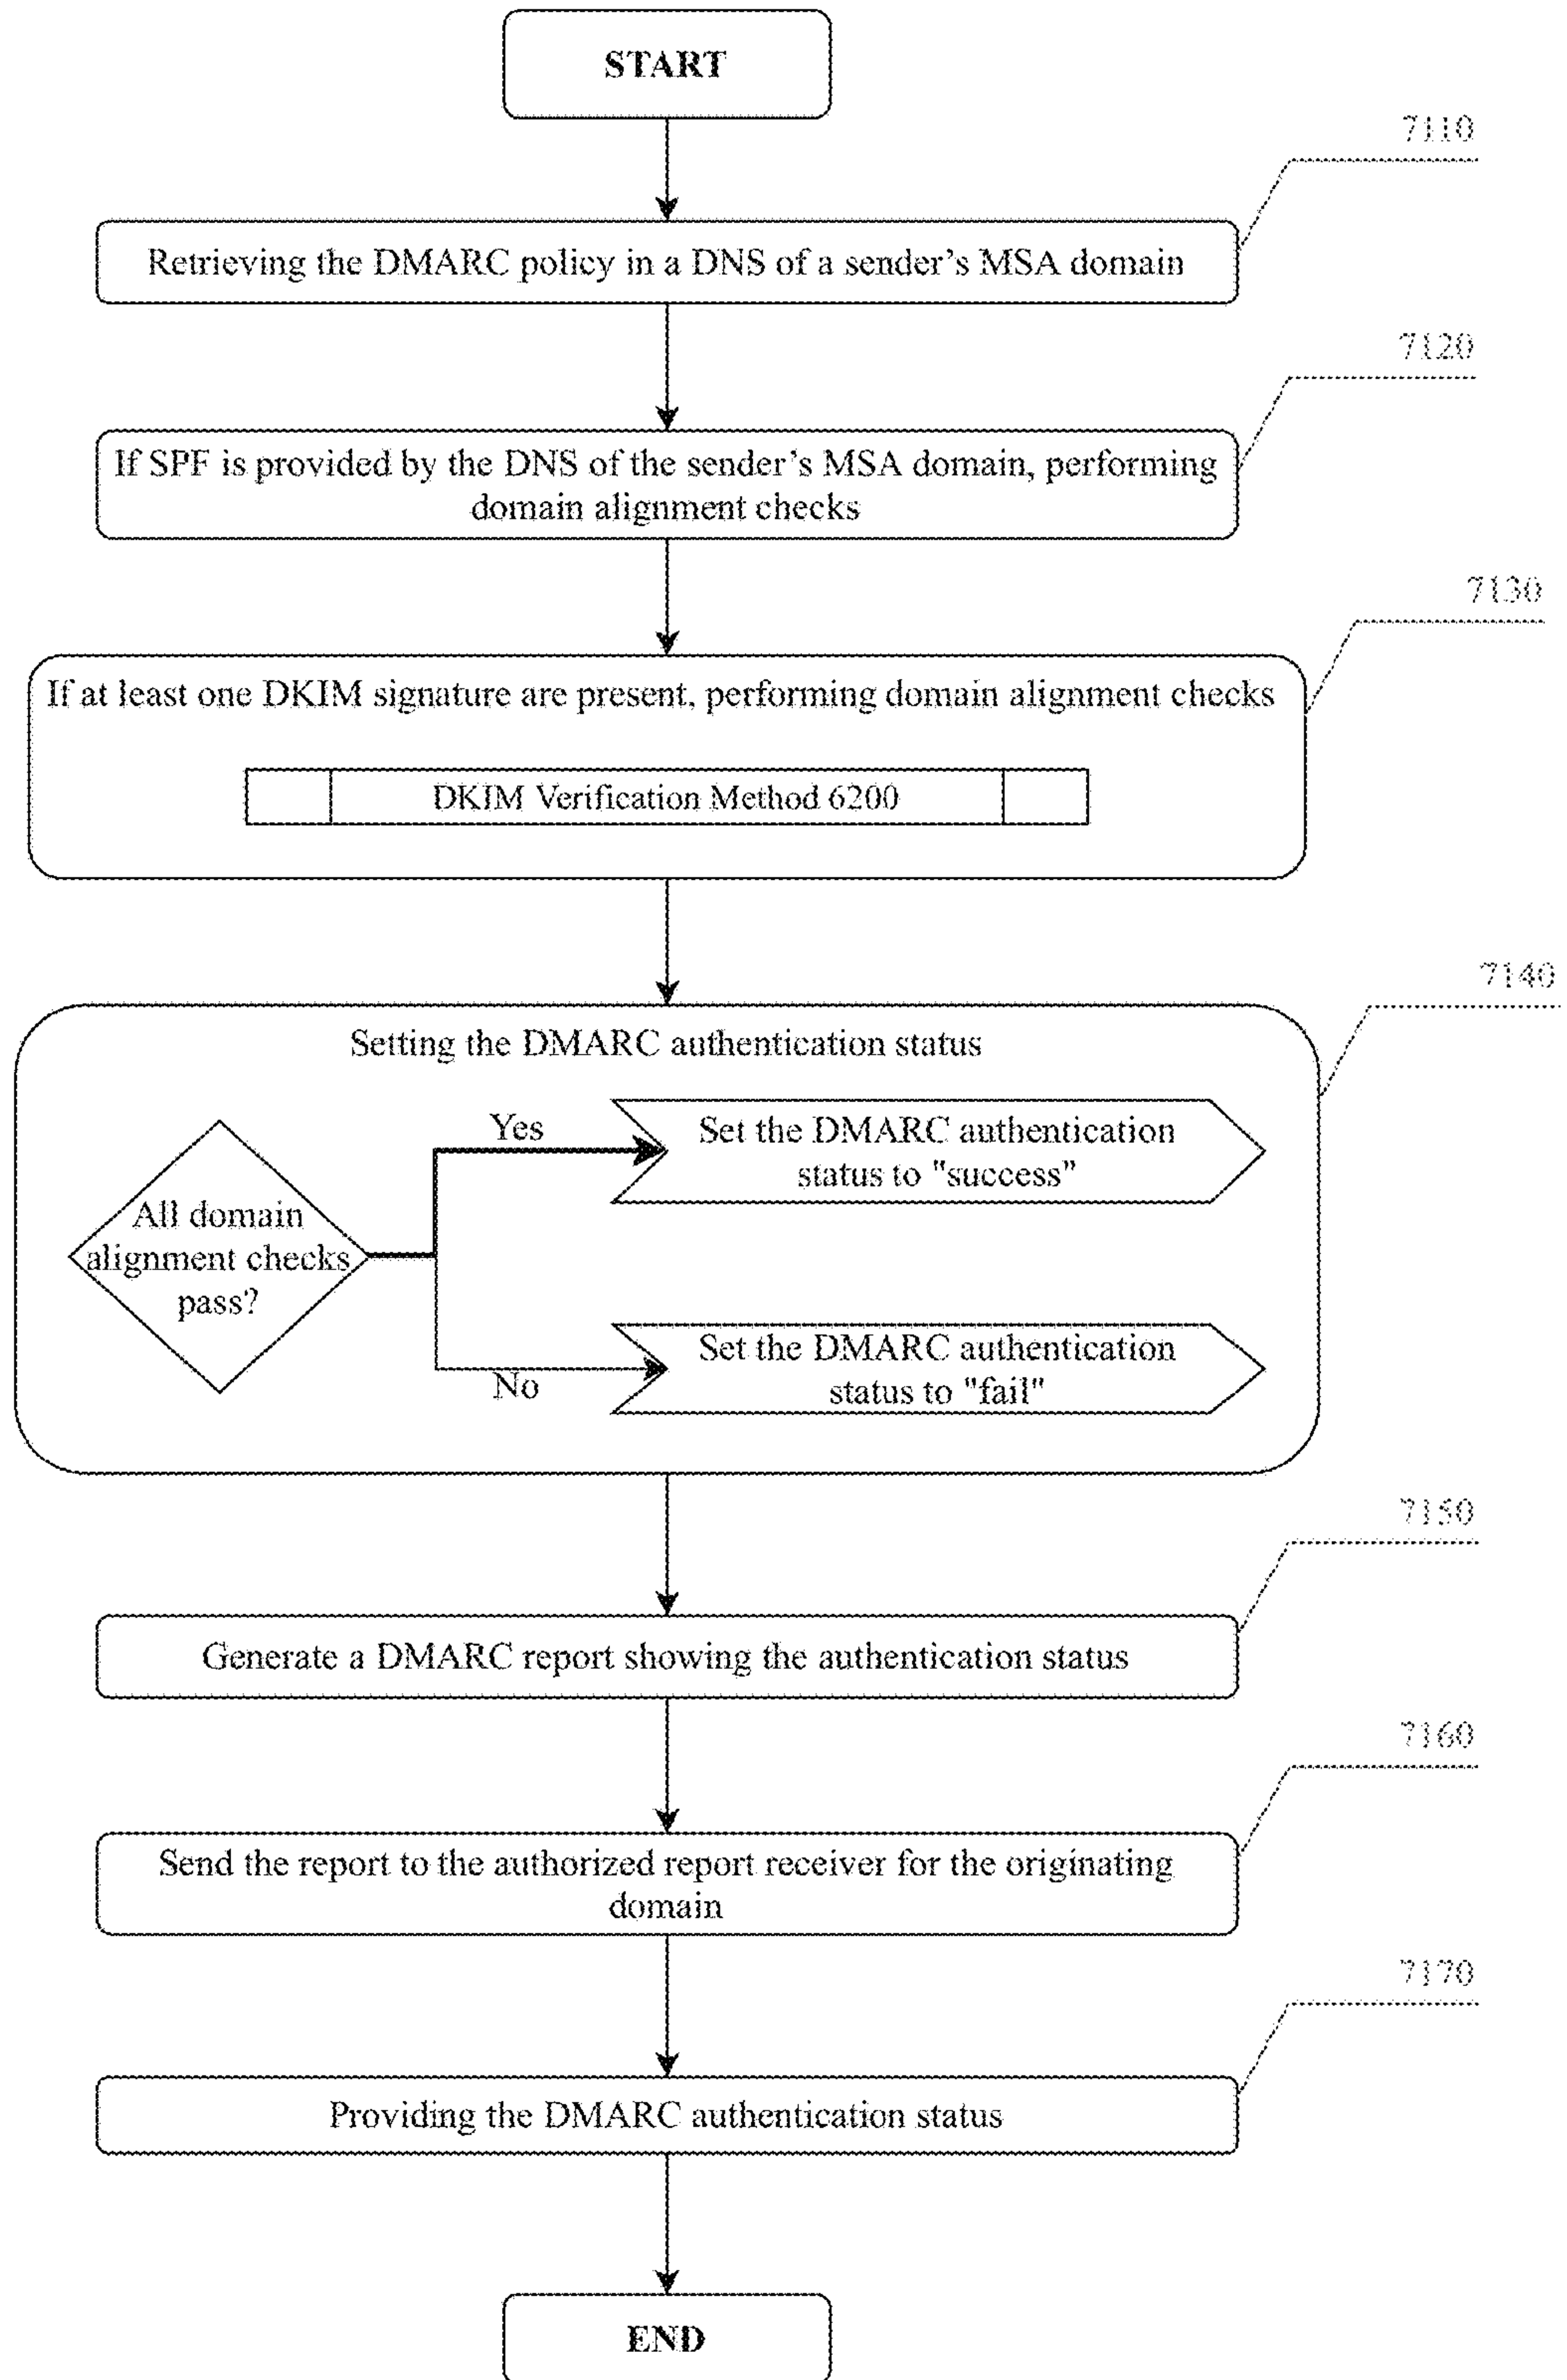 START
7110
Retrieving the DMARC policy in a DNS of a sender's MSA domain
7120
If SPF is provided by the DNS of the sender's MSA domain, performing
domain alignment checks
7130
If at least one DKIM signature are present, performing domain alignment checks
DKIM Verification Method 6200
7140
Setting the DMARC authentication status
All domain
alignment checks
pass?
Yes
Set the DMARC authentication
status to "success"
No
Set the DMARC authentication
status to "fail"
7150
Generate a DMARC report showing the authentication status
7160
Send the report to the authorized report receiver for the originating
domain
7170
Providing the DMARC authentication status
END